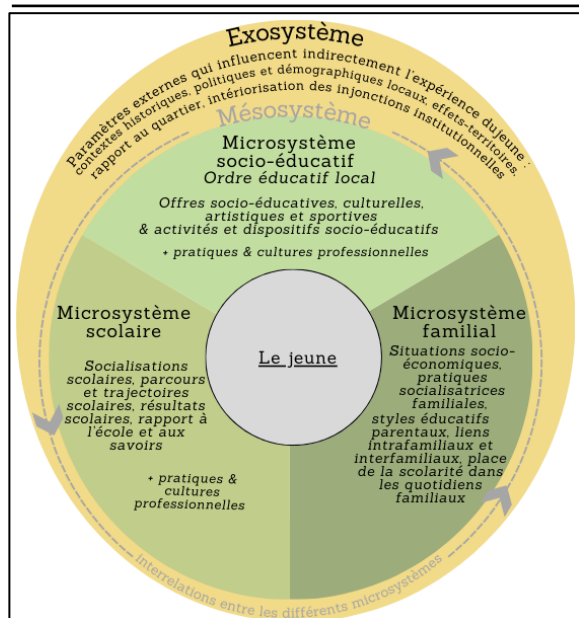 Exosystème
Paramètres externes qui influencent indirectement l'expérience dujeune :
contextes historiques, politiques et démographiques locaux, effets-territoires,
rapport au quartier, intériorisation des injonctions institutionnelles
Mésosystème
Microsystème
socio-éducatif
Ordre éducatif local
Offres socio-éducatives, culturelles,
artistiques et sportives
& activités et dispositifs socio-éducatifs
+ pratiques & cultures professionnelles
Microsystème
scolaire
Socialisations
scolaires, parcours
et trajectoires
scolaires, résultats
scolaires, rapport à
l'école et aux
savoirs
+ pratiques &
cultures
professionnelles
Le jeune
Microsystème
familial
Situations socio-
économiques,
pratiques
socialisatrices
familiales,
styles éducatifs
parentaux, liens
intrafamiliaux et
interfamiliaux, place
de la scolarité dans
les quotidiens
familiaux
interrelations entre les différents microsystèmes